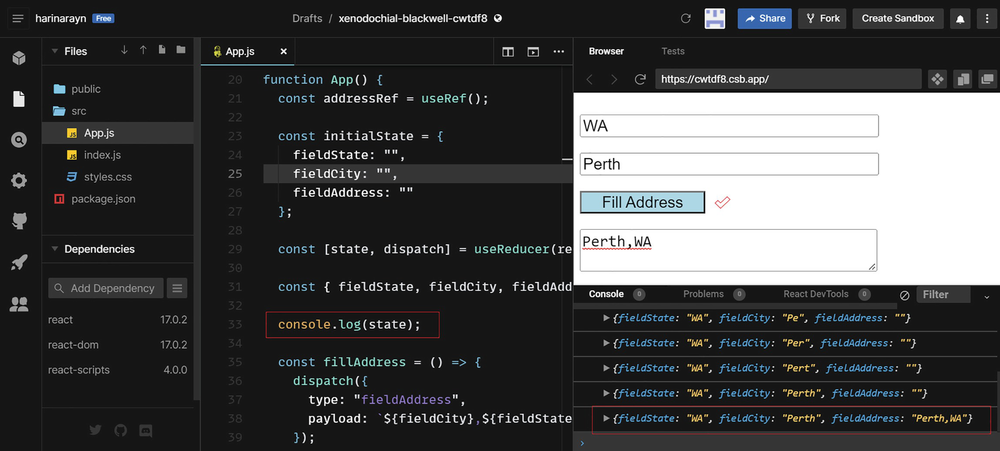 harinarayn Free
Drafts / xenodochial-blackwell-cwtdf8
Share
Fork
Create Sandbox
Files
public
src
JS App.js
JS index.js
styles.css
package.json
Dependencies
Add Dependency
react 17.0.2
react-dom 17.0.2
react-scripts 4.0.0
App.js
20 function App() {
21 const addressRef = useRef();
22
23 const initialState = {
24 fieldState: "",
25 fieldCity: "",
26 fieldAddress: ""
27 };
28
29 const [state, dispatch] = useReducer(re
30
31 const { fieldState, fieldCity, fieldAdd
32
33 console.log(state);
34
35 const fillAddress = () => {
36 dispatch({
37 type: "fieldAddress",
38 payload: `${fieldCity},${fieldState
39 });
Browser Tests
https://cwtdf8.csb.app/
WA
Perth
Fill Address
Perth,WA
Console 0 Problems 0 React DevTools 0 Filter
{fieldState: "WA", fieldCity: "Pe", fieldAddress: ""}
{fieldState: "WA", fieldCity: "Per", fieldAddress: ""}
{fieldState: "WA", fieldCity: "Pert", fieldAddress: ""}
{fieldState: "WA", fieldCity: "Perth", fieldAddress: ""}
{fieldState: "WA", fieldCity: "Perth", fieldAddress: "Perth,WA"}